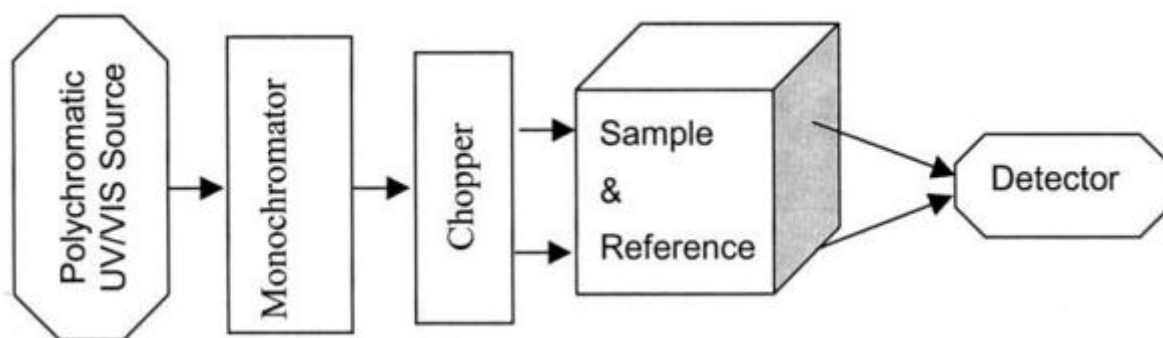 Polychromatic
UV/VIS Source
Monochromator
Chopper
Sample
&
Reference
Detector